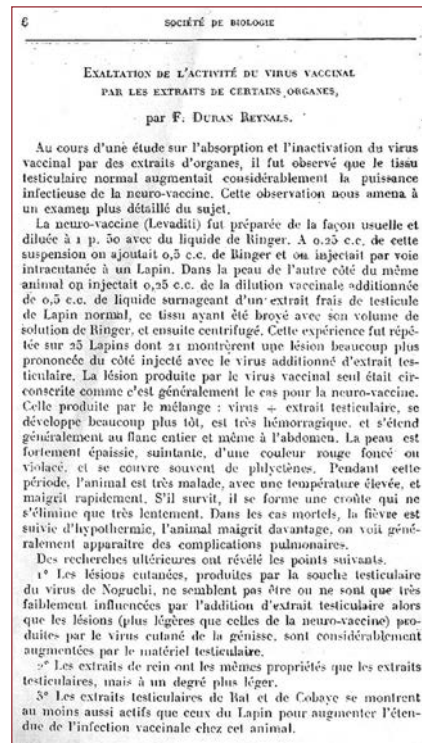 6 SOCIÉTÉ DE BIOLOGIE
EXALTATION DE L'ACTIVITÉ DU VIRUS VACCINAL
PAR LES EXTRAITS DE CERTAINS ORGANES,
par F. DURAN REYNALS.
Au cours d'une étude sur l'absorption et l'inactivation du virus
vaccinal par des extraits d'organes, il fut observé que le tissu
testiculaire normal augmentait considérablement la puissance
infectieuse de la neuro-vaccine. Cette observation nous amena à
un examen plus détaillé du sujet.
La neuro-vaccine (Levaditi) fut préparée de la façon usuelle et
diluée à 1 p. 50 avec du liquide de Ringer. A 0.25 c.c. de cette
suspension on ajoutait 0,5 c.c. de Ringer et on injectait par voie
intracutanée à un Lapin. Dans la peau de l'autre côté du même
animal on injectait 0,25 c.c. de la dilution vaccinale additionnée
de 0,5 c.c. de liquide surnageant d'un extrait frais de testicule
de Lapin normal, ce tissu ayant été broyé avec son volume de
solution de Ringer, et ensuite centrifugé. Cette expérience fut répé-
tée sur 25 Lapins dont 21 montrèrent une lésion beaucoup plus
prononcée du côté injecté avec le virus additionné d'extrait tes-
ticulaire. La lésion produite par le virus vaccinal seul était cir-
conscrite comme c'est généralement le cas pour la neuro-vaccine.
Celle produite par le mélange : virus + extrait testiculaire, se
développe beaucoup plus tôt, est très hémorragique, et s'étend
généralement au flanc entier et même à l'abdomen. La peau est
fortement épaissie, suintante, d'une couleur rouge foncé ou
violacé, et se couvre souvent de phlyctènes. Pendant cette
période, l'animal est très malade, avec une température élevée, et
maigrit rapidement. S'il survit, il se forme une croûte qui ne
s'élimine que très lentement. Dans les cas mortels, la fièvre est
suivie d'hypothermie, l'animal maigrit davantage, on voit géné-
ralement apparaître des complications pulmonaires.
Des recherches ultérieures ont révélé les points suivants.
1° Les lésions cutanées, produites par la souche testiculaire
du virus de Noguchi, ne semblent pas être ou ne sont que très
faiblement influencées par l'addition d'extrait testiculaire alors
que les lésions (plus légères que celles de la neuro-vaccine) pro-
duites par le virus cutané de la génisse, sont considérablement
augmentées par le matériel testiculaire.
2° Les extraits de rein ont les mêmes propriétés que les extraits
testiculaires, mais à un degré plus léger.
3° Les extraits testiculaires de Rat et de Cobaye se montrent
au moins aussi actifs que ceux du Lapin pour augmenter l'éten-
due de l'infection vaccinale chez cet animal.